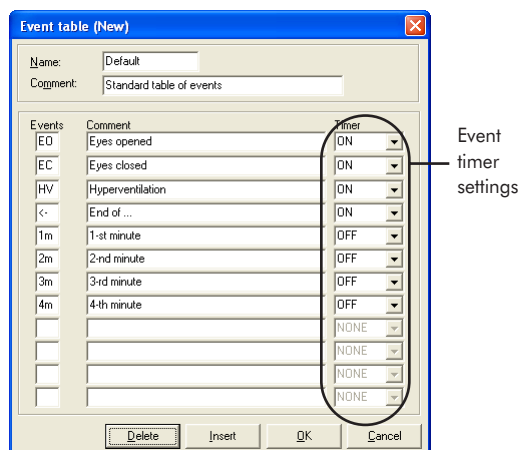 Event table (New)
Name: Default
Comment: Standard table of events
Events Comment Timer
EO Eyes opened ON
EC Eyes closed ON
HV Hyperventilation ON
<- End of ... ON
1m 1-st minute OFF
2m 2-nd minute OFF
3m 3-rd minute OFF
4m 4-th minute OFF
NONE
NONE
NONE
NONE
Delete Insert OK Cancel
Event
timer
settings